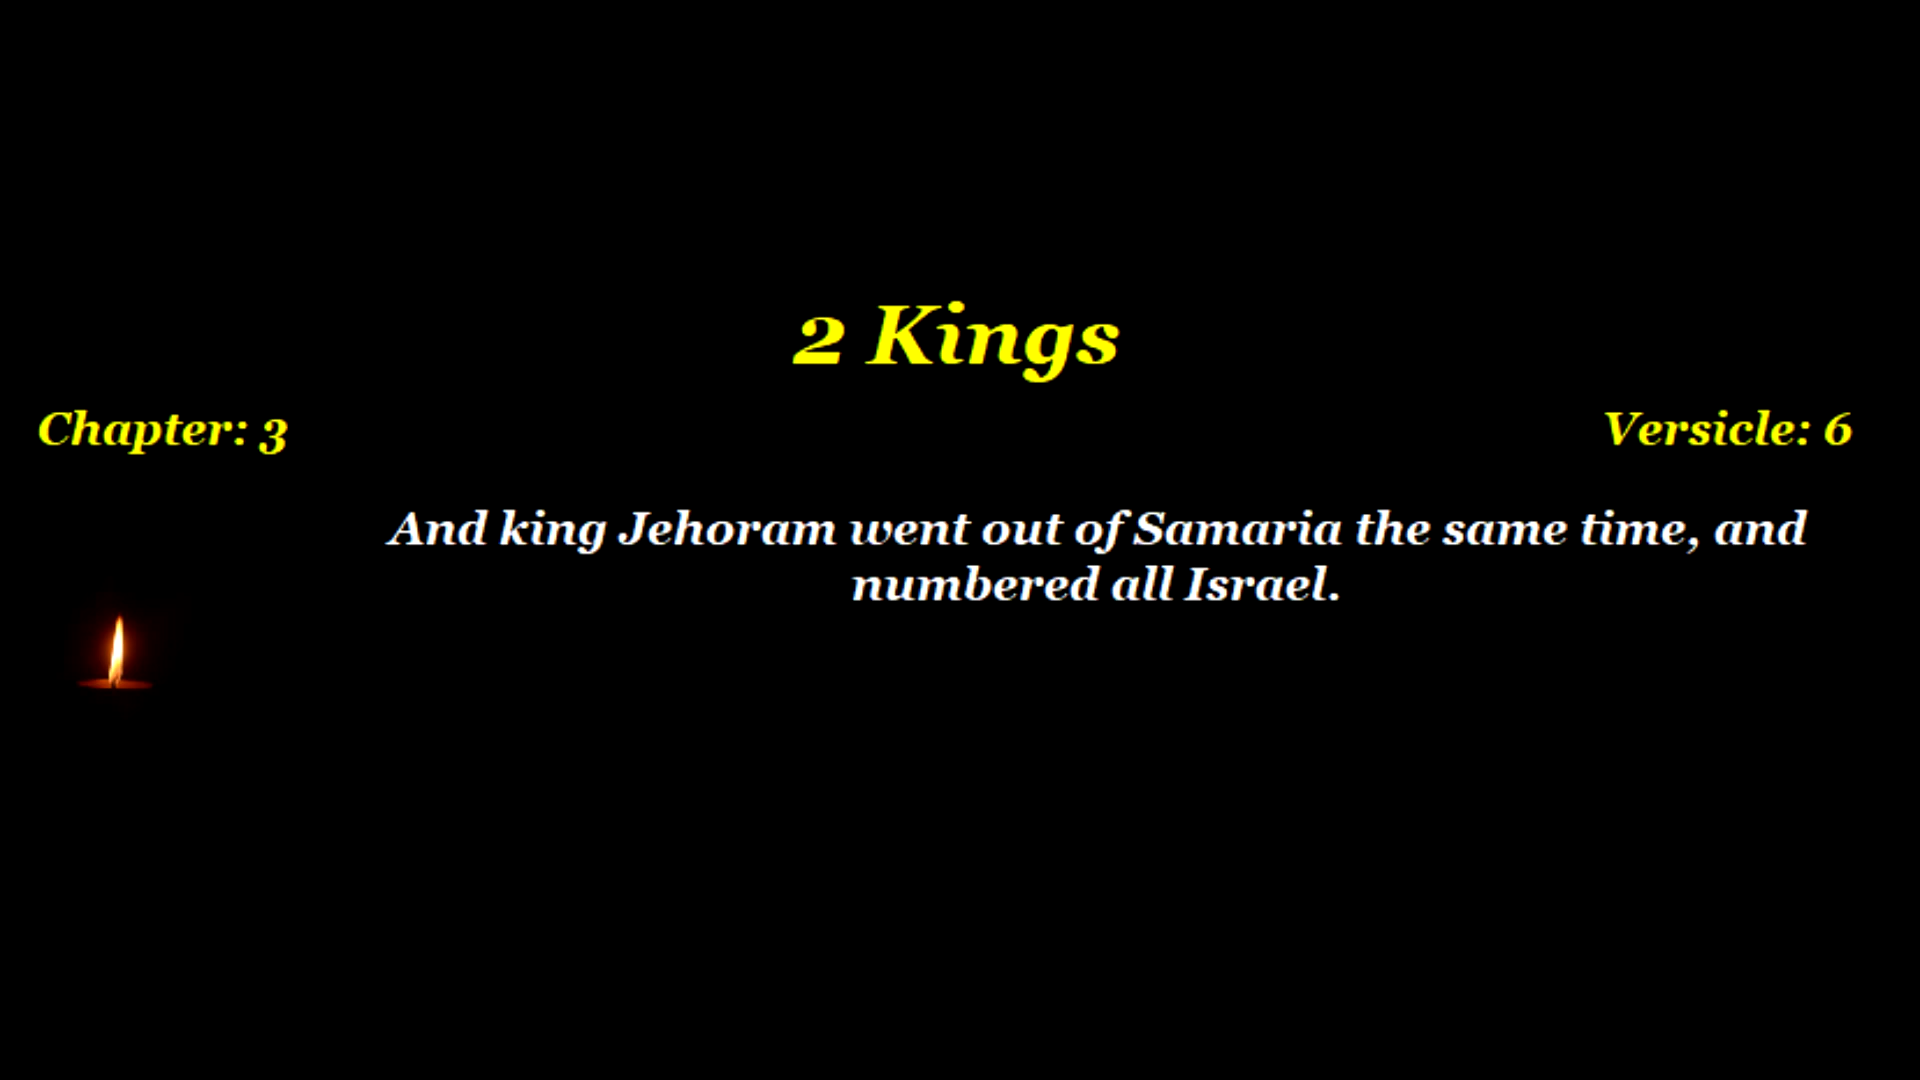 2 Kings
Chapter: 3
Versicle: 6
And king Jehoram went out of Samaria the same time, and
numbered all Israel.